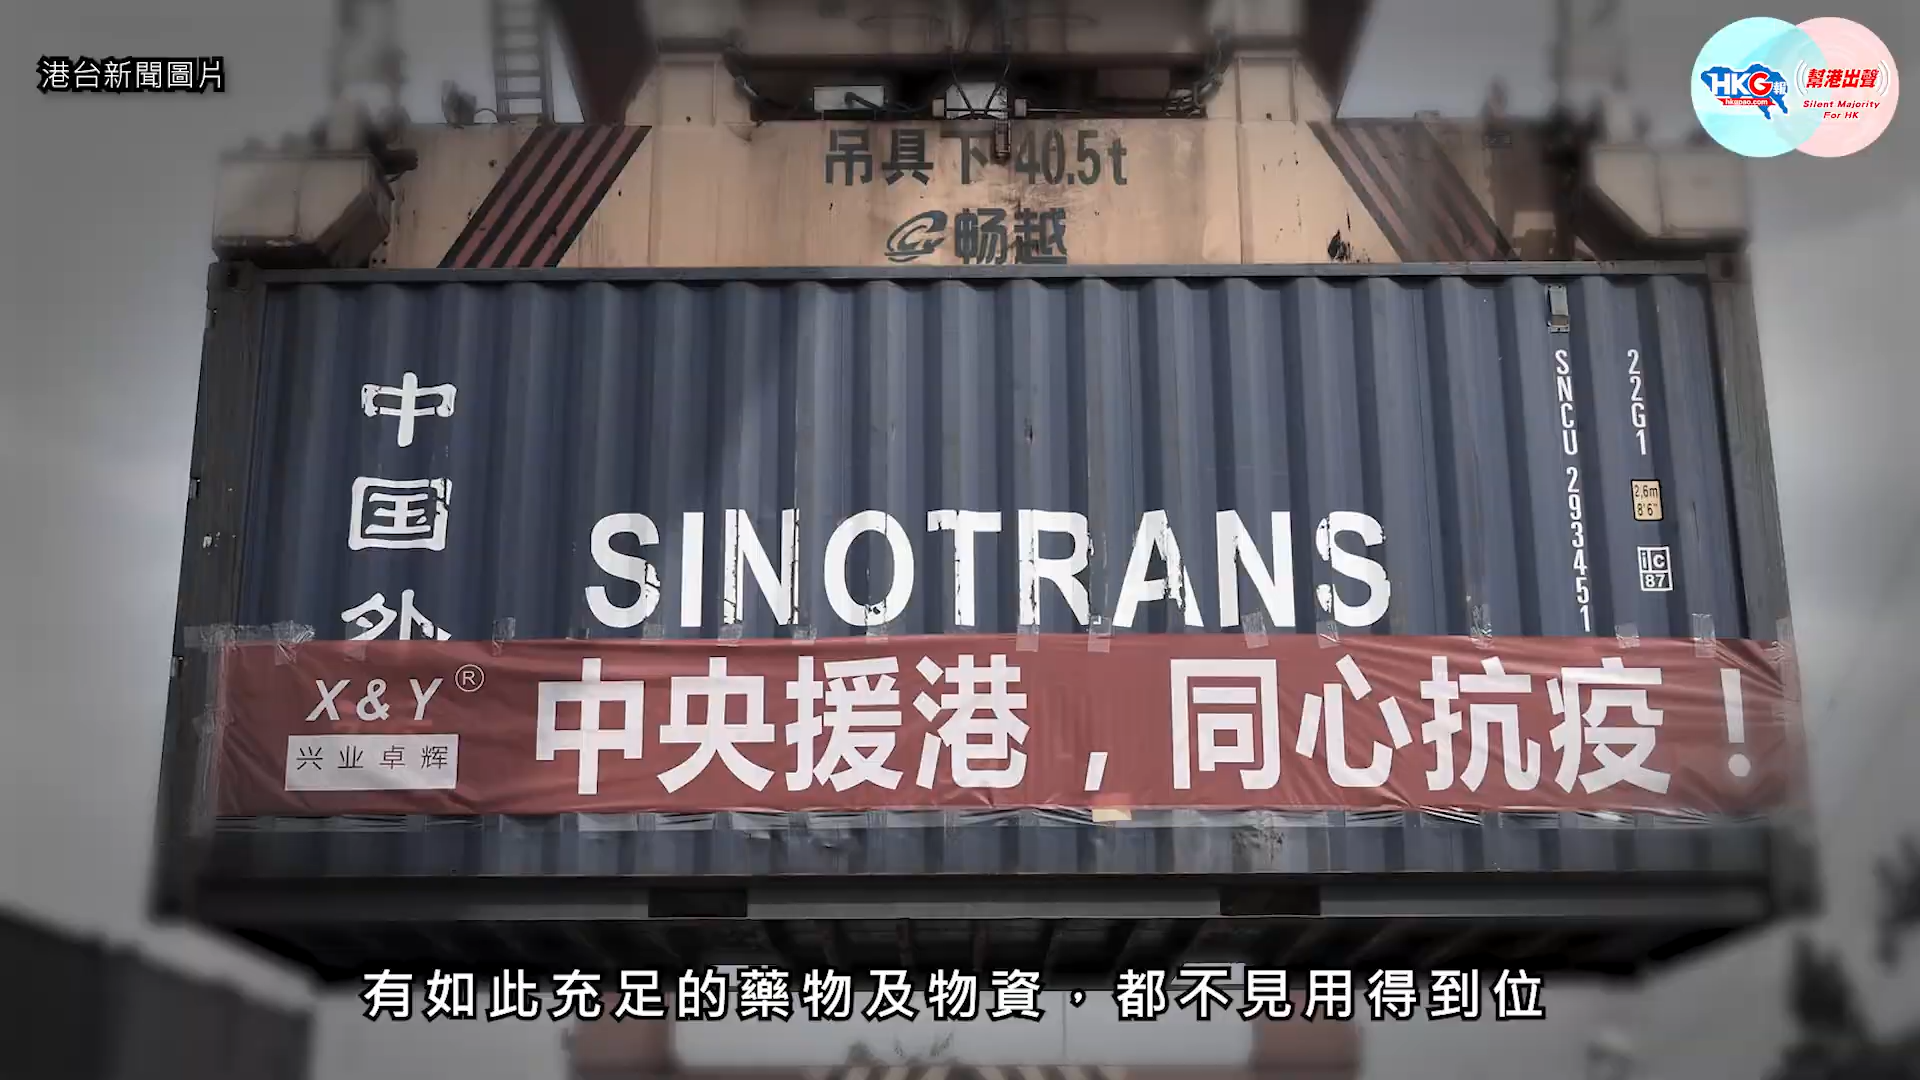 港台新聞圖片
HKG報
hkgpao.com
幫港出聲
Silent Majority
For HK
吊具下 40.5t
畅越
中国外
SINOTRANS
SNCU 293451
22G1
2,6m
8'6"
ic
87
X&Y®
兴业卓辉
中央援港，同心抗疫！
有如此充足的藥物及物資，都不見用得到位